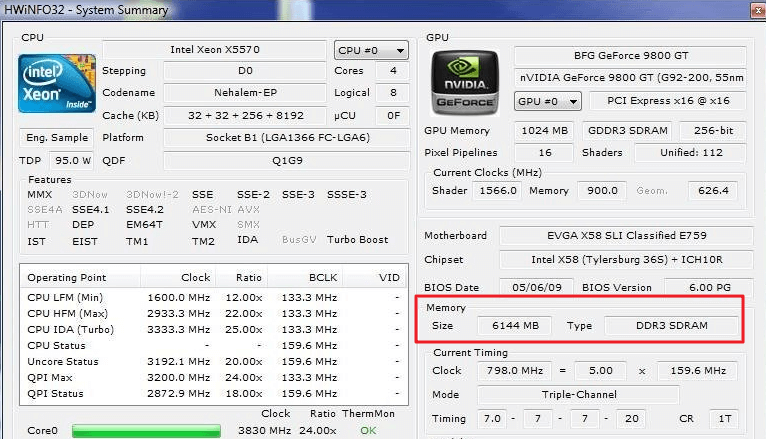 HWiNFO32 - System Summary
CPU
Intel Xeon X5570
CPU #0
Stepping D0 Cores 4
Codename Nehalem-EP Logical 8
Cache (KB) 32 + 32 + 256 + 8192 µCU 0F
intel
Xeon
inside™
Eng. Sample Platform Socket B1 (LGA1366 FC-LGA6)
TDP 95.0 W QDF Q1G9
Features
MMX 3DNow! 3DNow!-2 SSE SSE-2 SSE-3 SSSE-3
SSE4A SSE4.1 SSE4.2 AES-NI AVX
HTT DEP EM64T VMX SMX
IST EIST TM1 TM2 IDA BusGV Turbo Boost
Operating Point Clock Ratio BCLK VID
CPU LFM (Min) 1600.0 MHz 12.00x 133.3 MHz -
CPU HFM (Max) 2933.3 MHz 22.00x 133.3 MHz -
CPU IDA (Turbo) 3333.3 MHz 25.00x 133.3 MHz -
CPU Status - - 159.6 MHz -
Uncore Status 3192.1 MHz 20.00x 159.6 MHz -
QPI Max 3200.0 MHz 24.00x 133.3 MHz -
QPI Status 2872.9 MHz 18.00x 159.6 MHz -
Clock Ratio ThermMon
Core0 3830 MHz 24.00x OK
GPU
BFG GeForce 9800 GT
nVIDIA GeForce 9800 GT (G92-200, 55nm
NVIDIA
GEFORCE
GPU #0 PCI Express x16 @ x16
GPU Memory 1024 MB GDDR3 SDRAM 256-bit
Pixel Pipelines 16 Shaders Unified: 112
Current Clocks (MHz)
Shader 1566.0 Memory 900.0 Geom. 626.4
Motherboard EVGA X58 SLI Classified E759
Chipset Intel X58 (Tylersburg 36S) + ICH10R
BIOS Date 05/06/09 BIOS Version 6.00 PG
Memory
Size 6144 MB Type DDR3 SDRAM
Current Timing
Clock 798.0 MHz = 5.00 x 159.6 MHz
Mode Triple-Channel
Timing 7.0 - 7 - 7 - 20 CR 1T